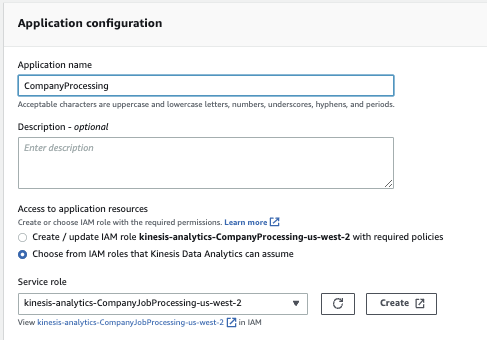 Application configuration
Application name
CompanyProcessing
Acceptable characters are uppercase and lowercase letters, numbers, underscores, hyphens, and periods.
Description - optional
Enter description
Access to application resources
Create or choose IAM role with the required permissions. Learn more
Create / update IAM role kinesis-analytics-CompanyProcessing-us-west-2 with required policies
Choose from IAM roles that Kinesis Data Analytics can assume
Service role
kinesis-analytics-CompanyJobProcessing-us-west-2 Create
View kinesis-analytics-CompanyJobProcessing-us-west-2 in IAM